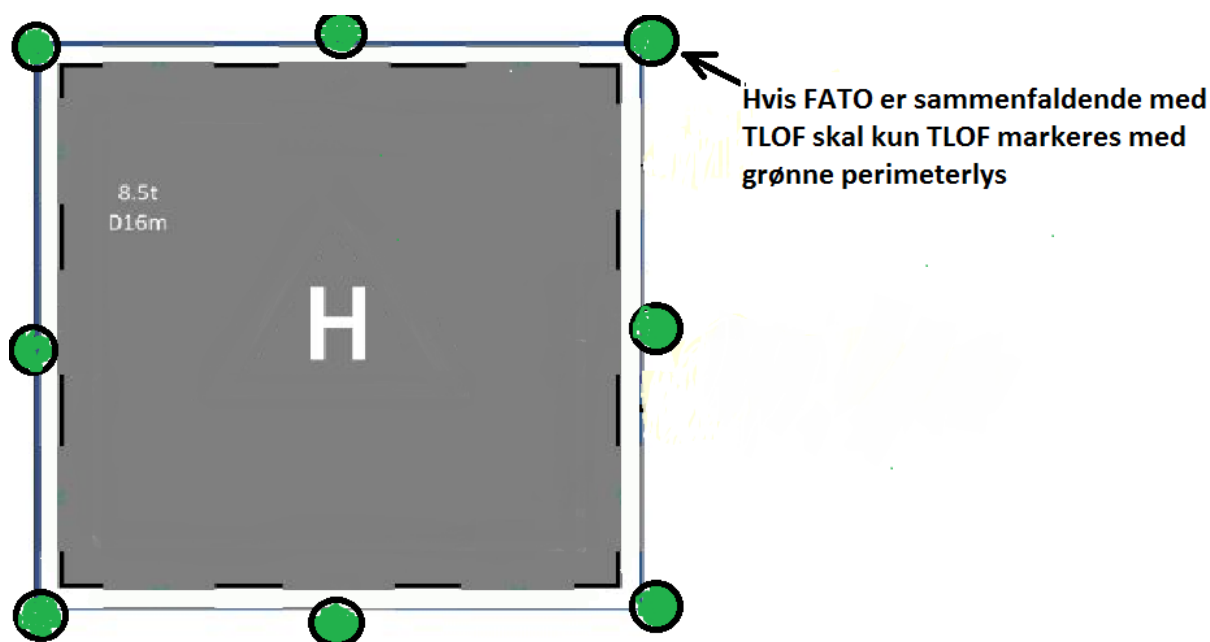 Hvis FATO er sammenfaldende med
TLOF skal kun TLOF markeres med
grønne perimeterlys
8.5t
D16m
H